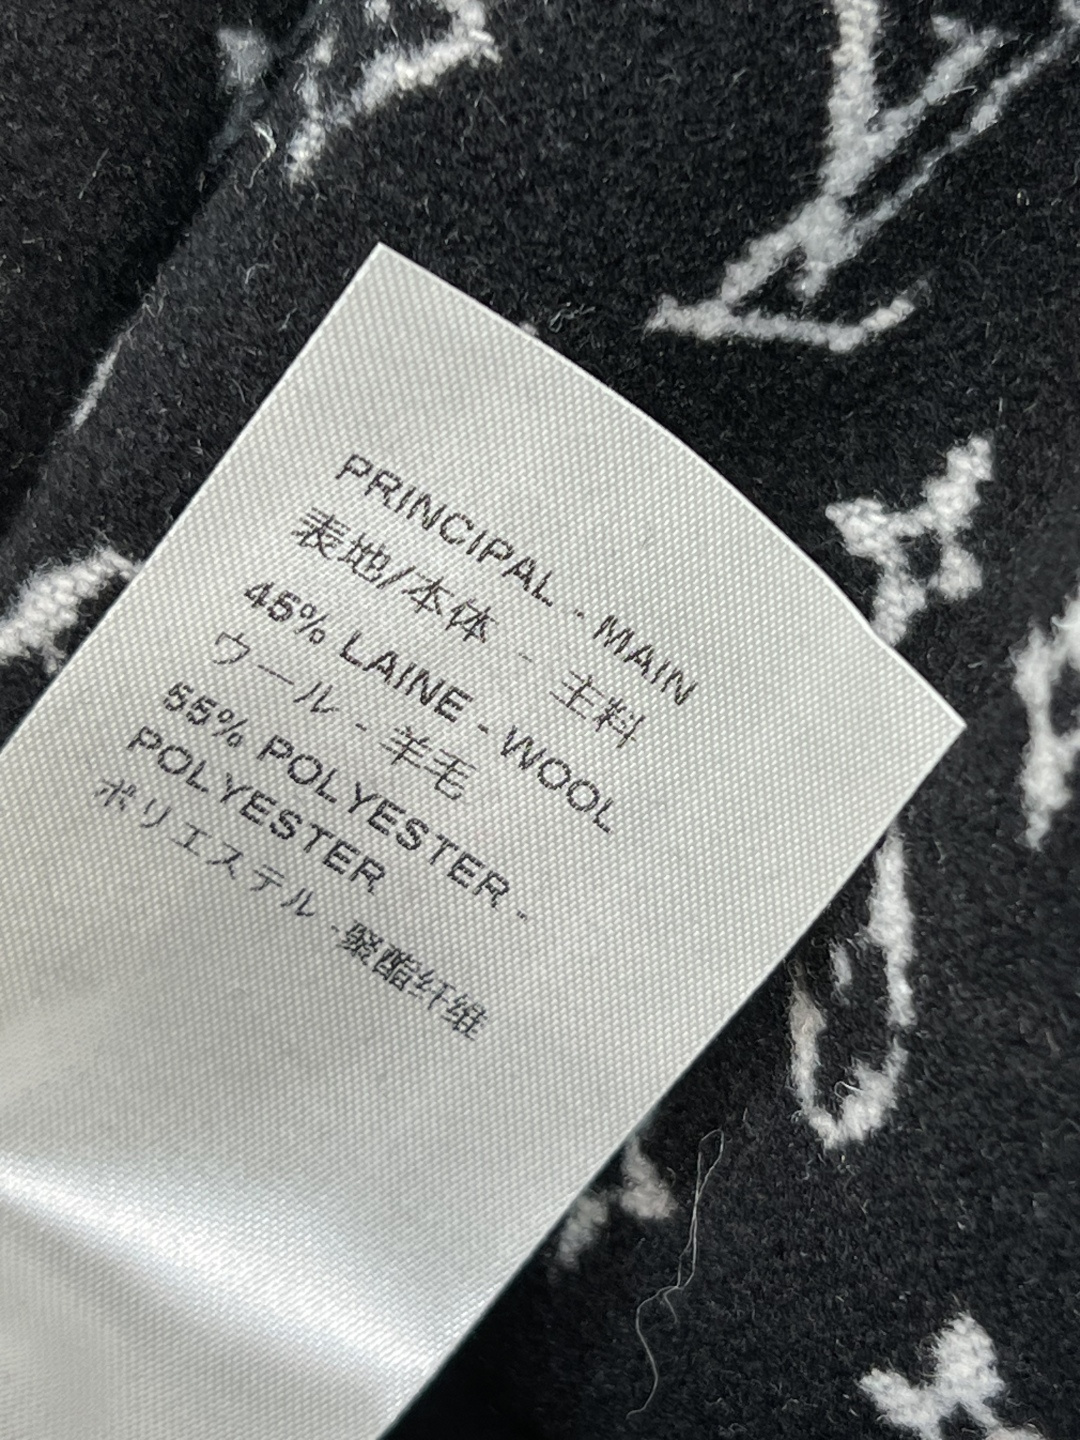 PRINCIPAL - MAIN
表地/本体 - 主料
45% LAINE - WOOL
ウール - 羊毛
55% POLYESTER -
POLYESTER
ポリエステル - 聚酯纤维